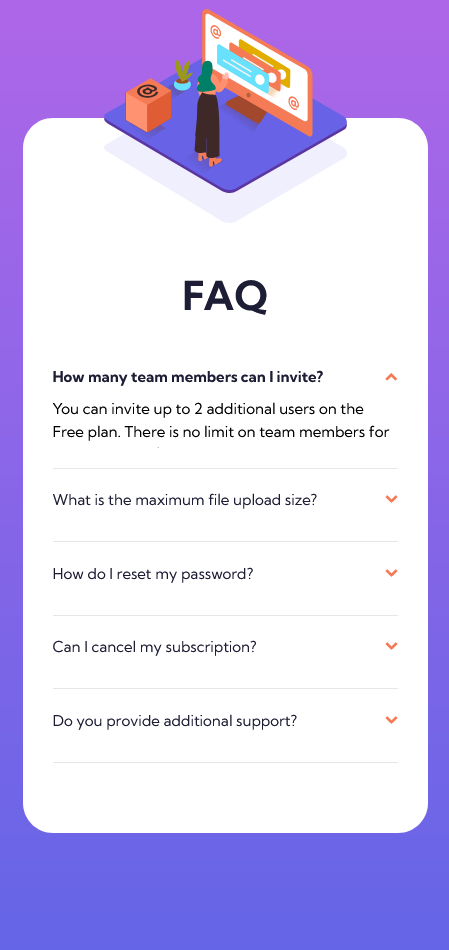 @
@
@
FAQ
How many team members can I invite?
You can invite up to 2 additional users on the
Free plan. There is no limit on team members for
What is the maximum file upload size?
How do I reset my password?
Can I cancel my subscription?
Do you provide additional support?